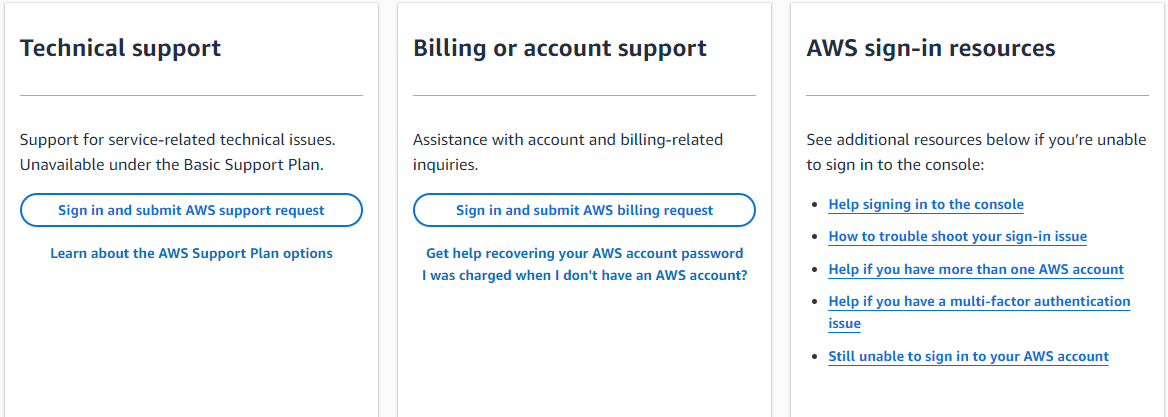 Technical support
Support for service-related technical issues.
Unavailable under the Basic Support Plan.
Sign in and submit AWS support request
Learn about the AWS Support Plan options
Billing or account support
Assistance with account and billing-related
inquiries.
Sign in and submit AWS billing request
Get help recovering your AWS account password
I was charged when I don't have an AWS account?
AWS sign-in resources
See additional resources below if you’re unable
to sign in to the console:
Help signing in to the console
How to trouble shoot your sign-in issue
Help if you have more than one AWS account
Help if you have a multi-factor authentication
issue
Still unable to sign in to your AWS account